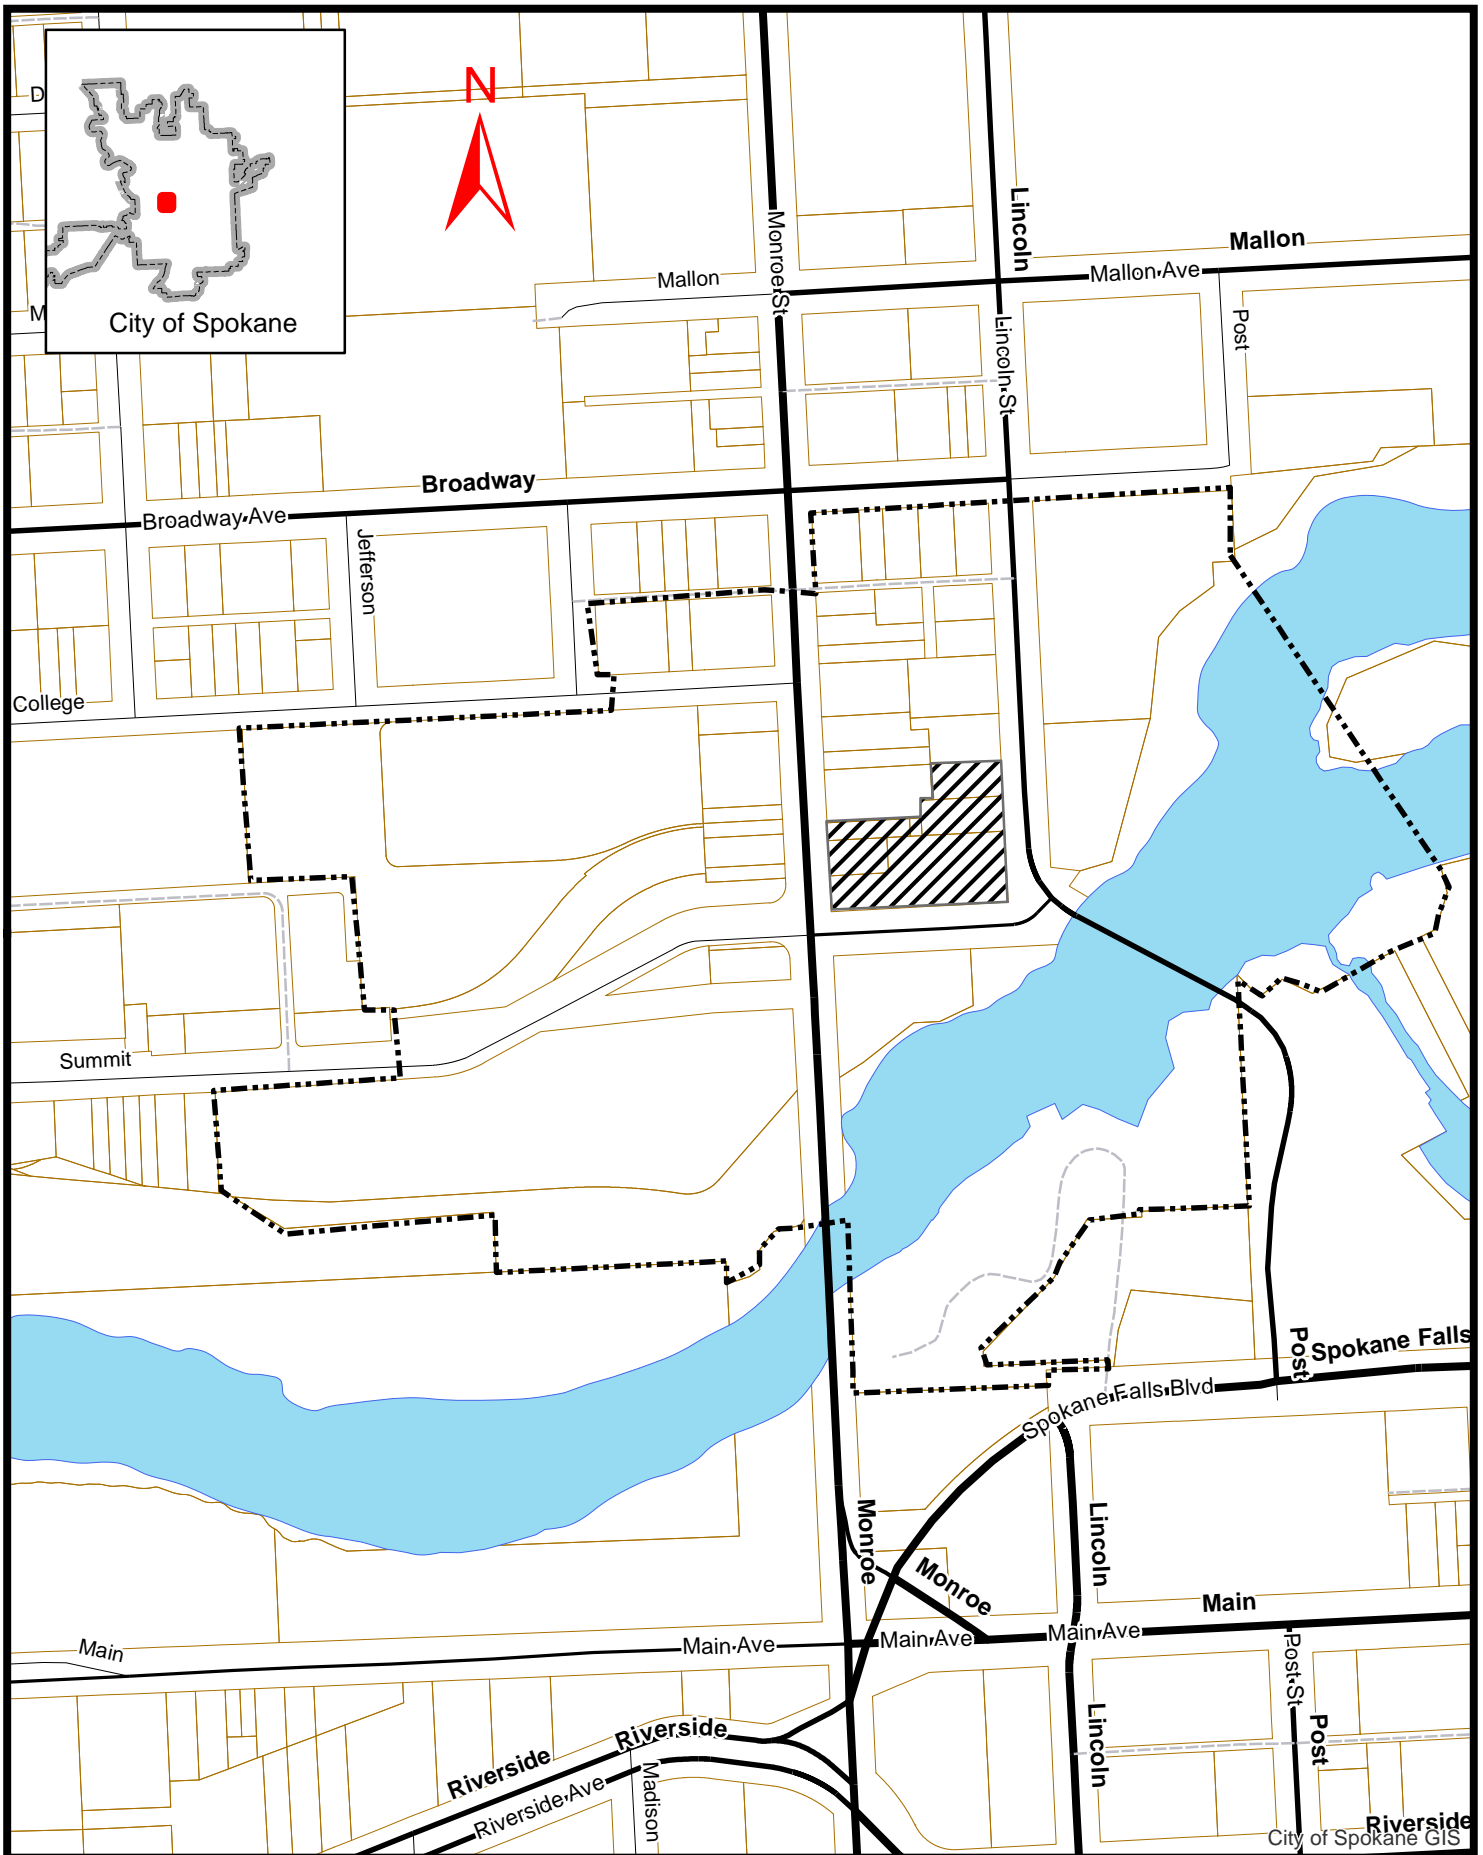 D
N
Lincoln
Monroe St
Mallon
Mallon
Mallon Ave
M
City of Spokane
Lincoln St
Post
Broadway
Broadway Ave
Jefferson
College
Summit
Post
Spokane Falls
Spokane Falls Blvd
Monroe
Lincoln
Monroe
Main
Main
Main Ave
Main Ave
Main Ave
Post St
Riverside
Lincoln
Post
Riverside
Riverside Ave
Madison
Riverside
City of Spokane GIS